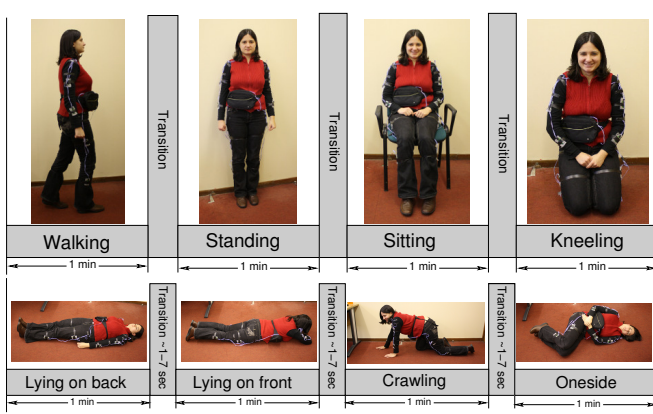 Walking
Transition
Standing
Transition
Sitting
Transition
Kneeling
1 min
1 min
1 min
1 min
Lying on back
Transition ~1–7 sec
Lying on front
Transition ~1–7 sec
Crawling
Transition ~1–7 sec
Oneside
1 min
1 min
1 min
1 min